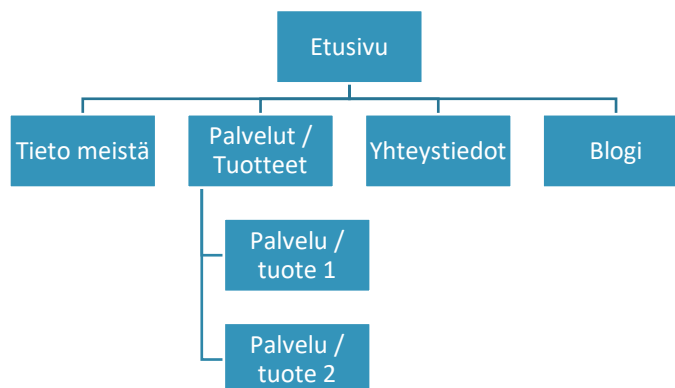 Etusivu
Tieto meistä
Palvelut /
Tuotteet
Yhteystiedot
Blogi
Palvelu /
tuote 1
Palvelu /
tuote 2